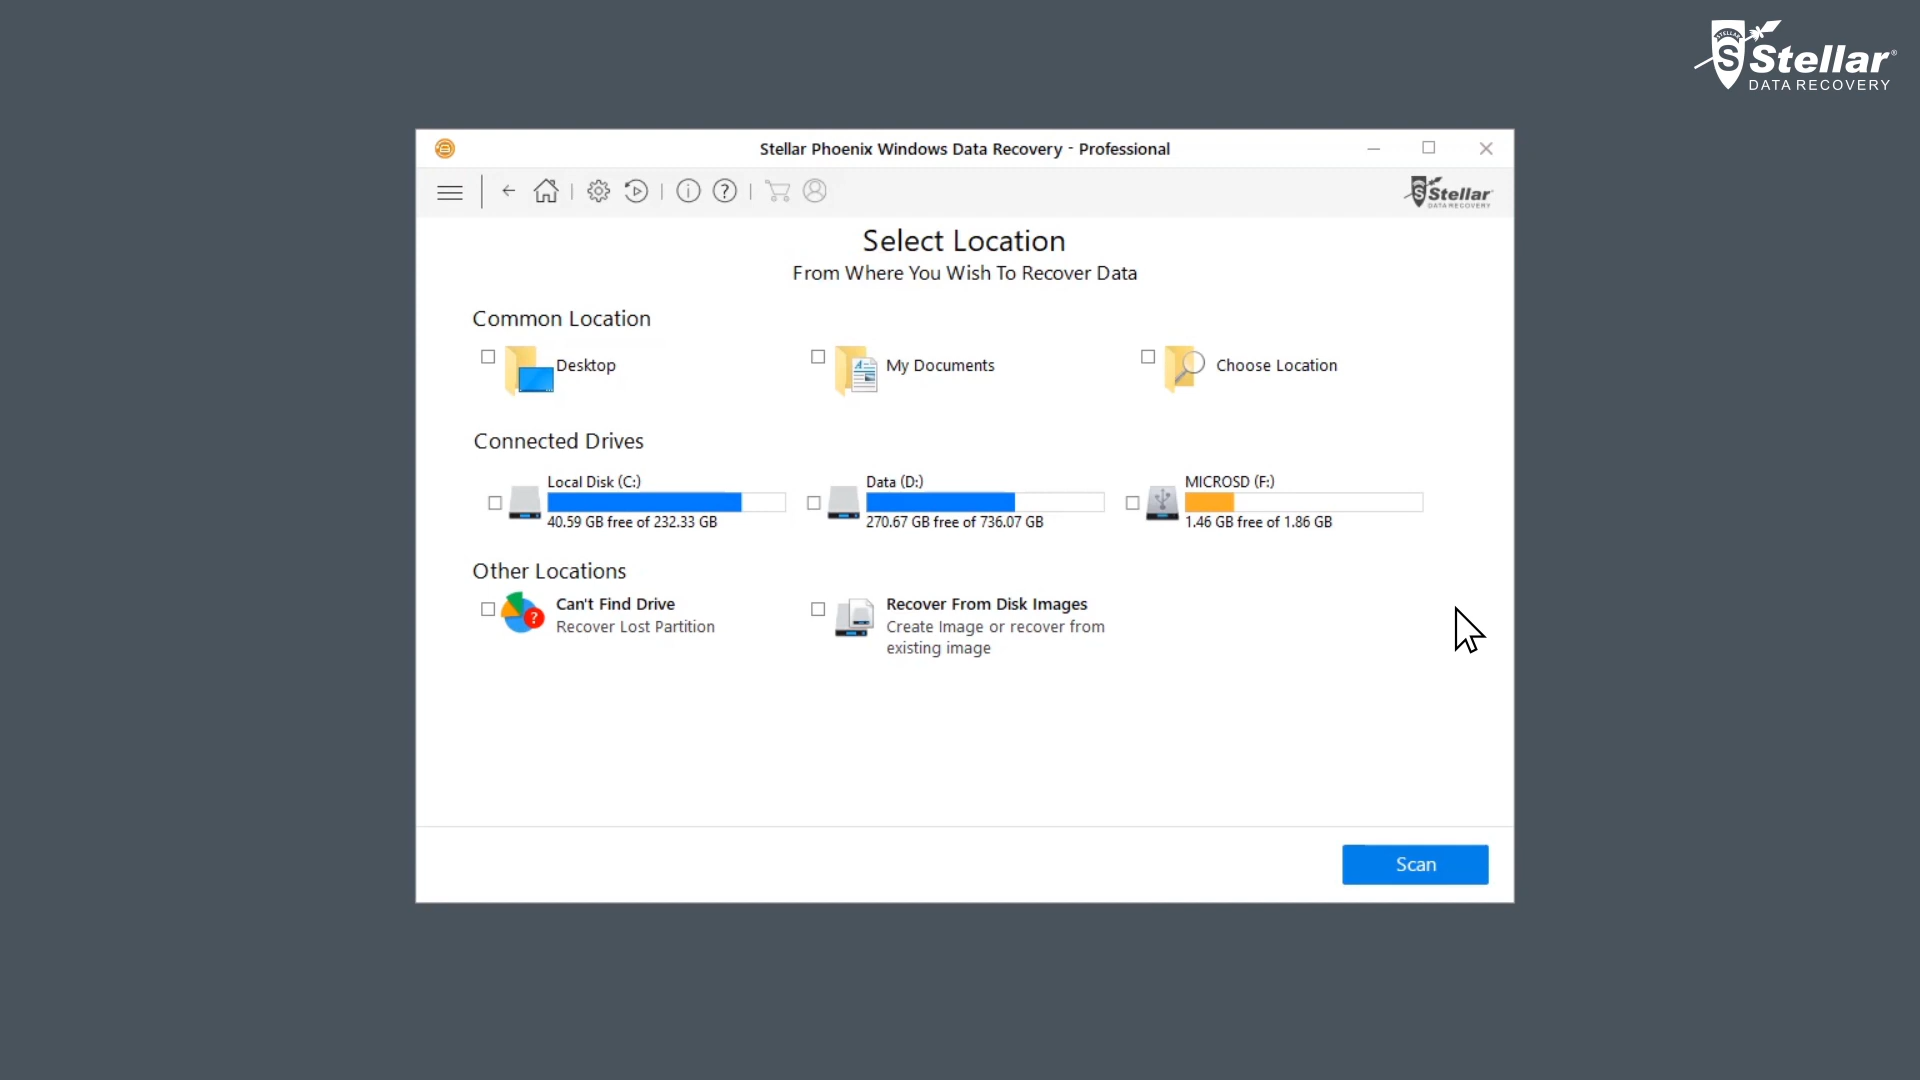 Stellar
DATA RECOVERY
Stellar Phoenix Windows Data Recovery - Professional
Stellar
DATA RECOVERY
Select Location
From Where You Wish To Recover Data
Common Location
Desktop
My Documents
Choose Location
Connected Drives
Local Disk (C:)
40.59 GB free of 232.33 GB
Data (D:)
270.67 GB free of 736.07 GB
MICROSD (F:)
1.46 GB free of 1.86 GB
Other Locations
Can't Find Drive
Recover Lost Partition
Recover From Disk Images
Create Image or recover from
existing image
Scan